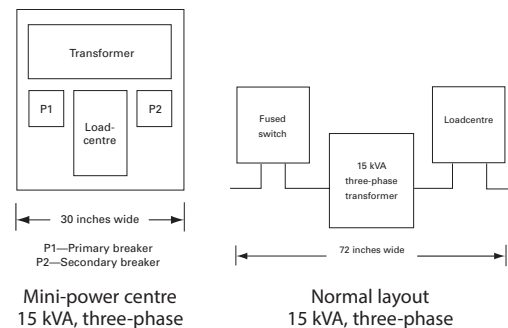 Transformer
P1
Load-
centre
P2
30 inches wide
P1—Primary breaker
P2—Secondary breaker
Mini-power centre
15 kVA, three-phase
Fused
switch
15 kVA
three-phase
transformer
Loadcentre
72 inches wide
Normal layout
15 kVA, three-phase